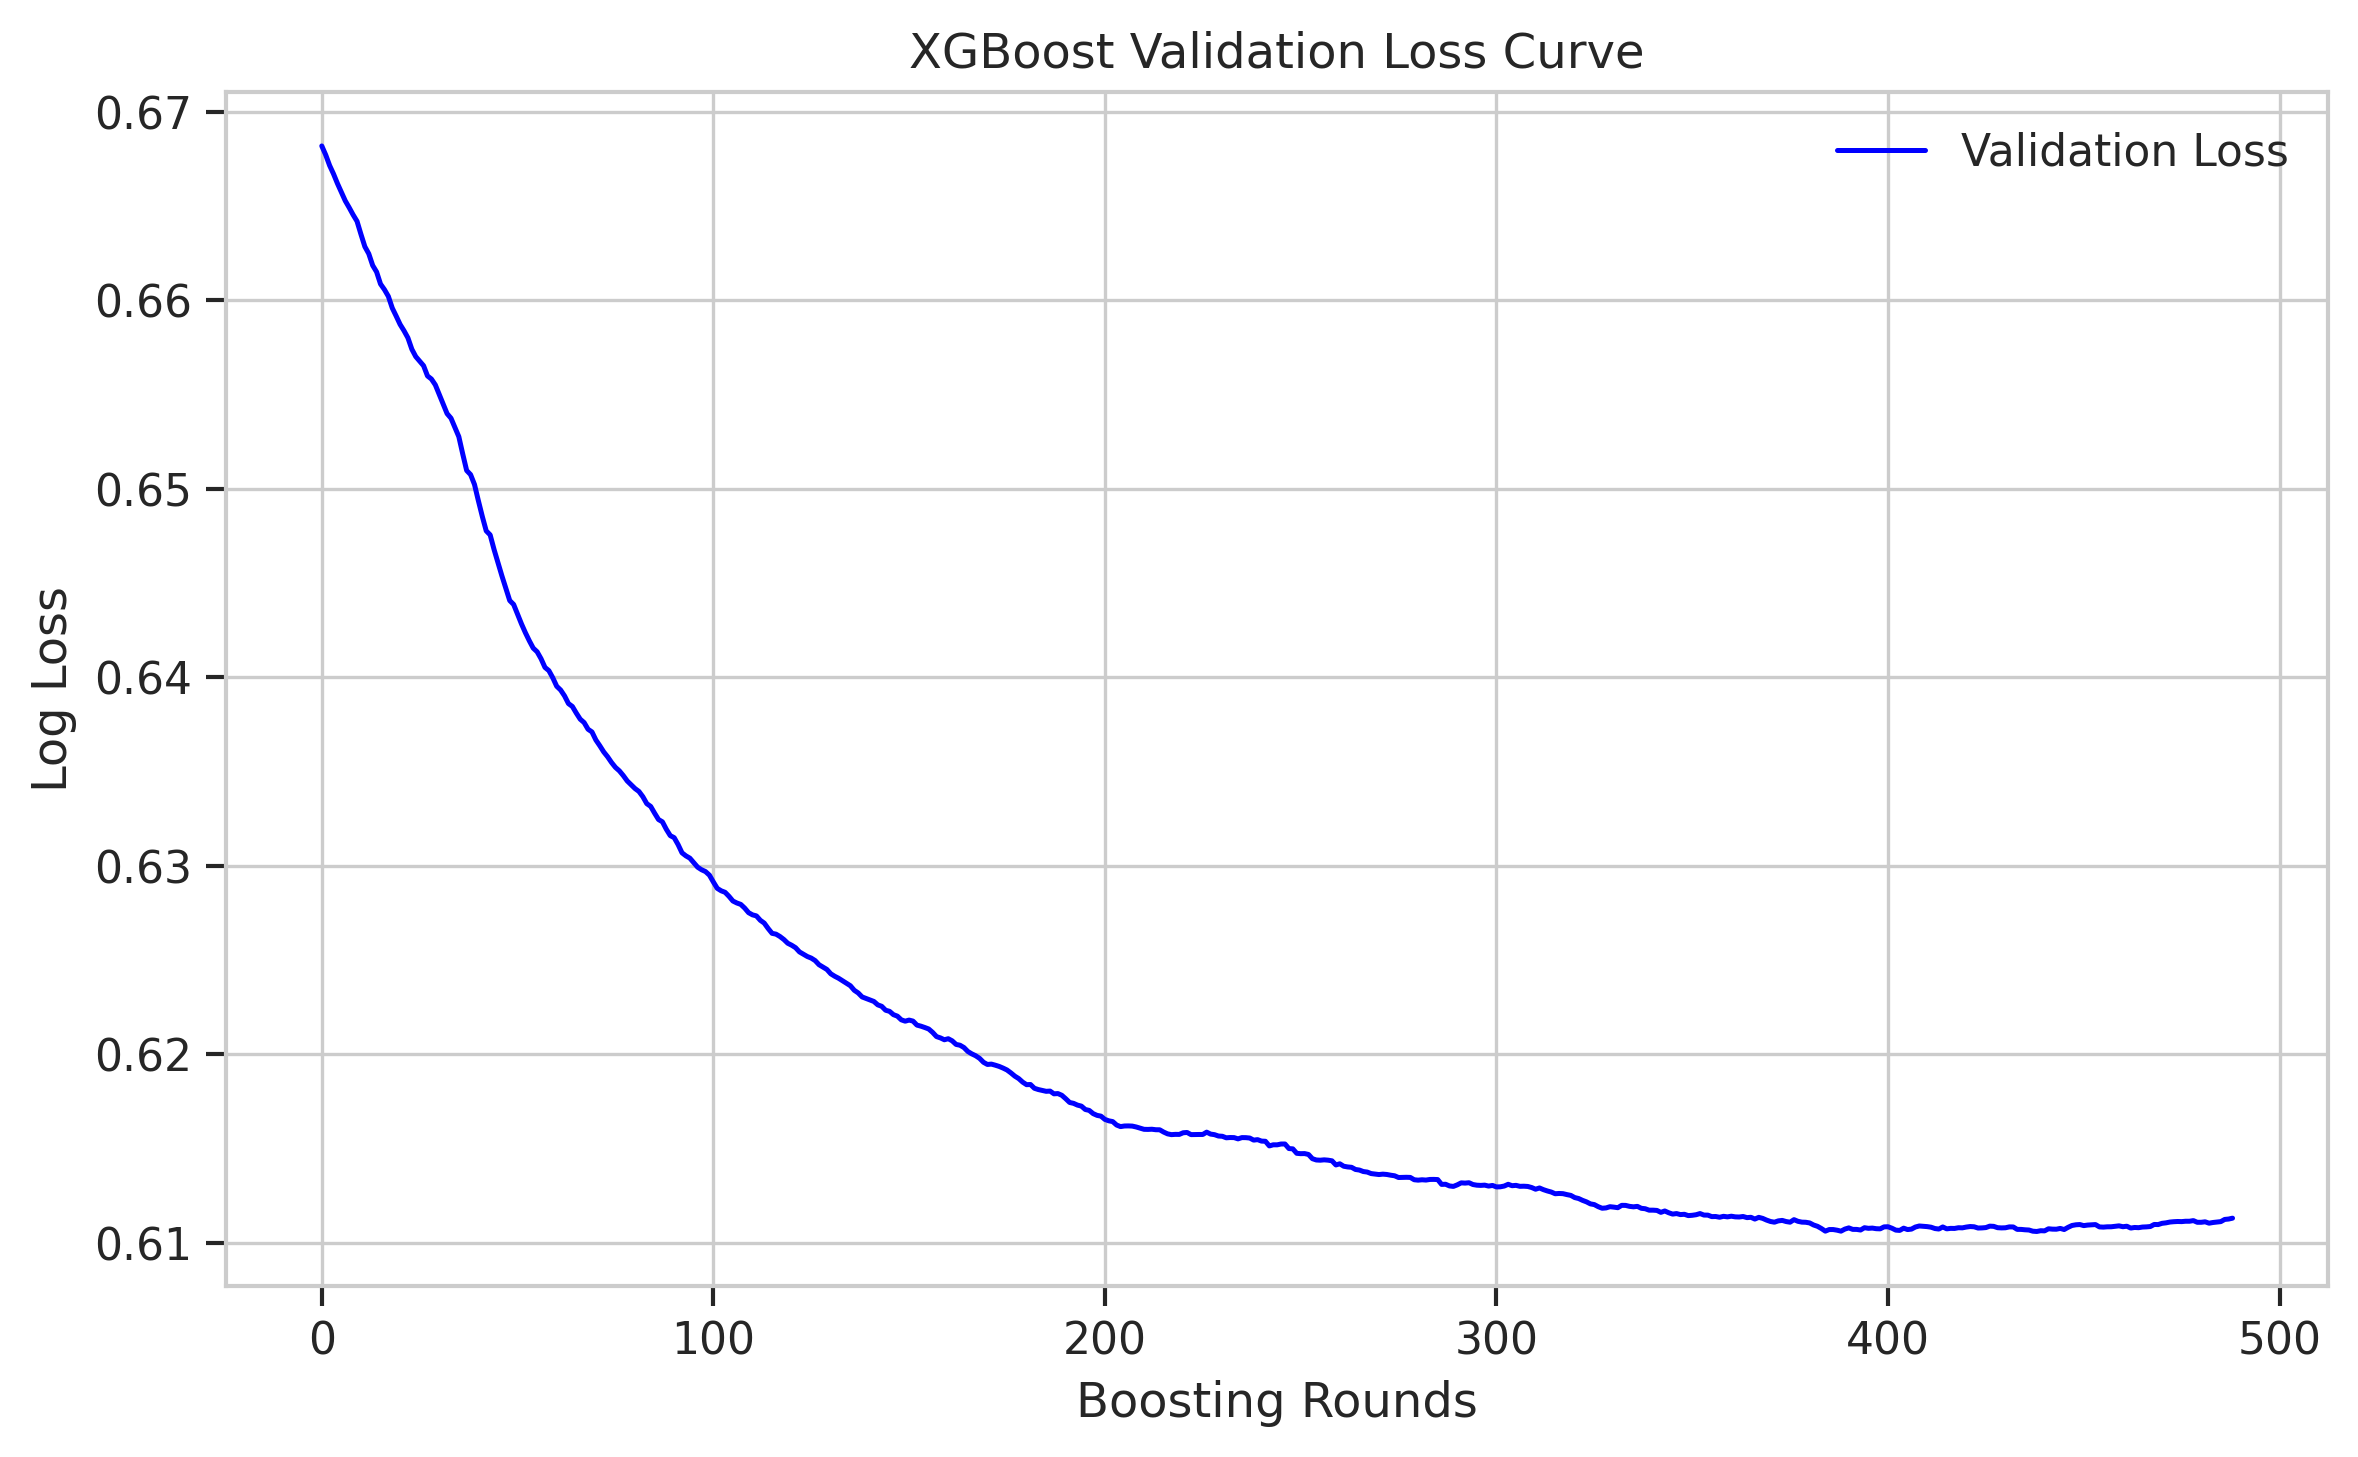 XGBoost Validation Loss Curve
Validation Loss
Log Loss
0.67
0.66
0.65
0.64
0.63
0.62
0.61
0 100 200 300 400 500
Boosting Rounds